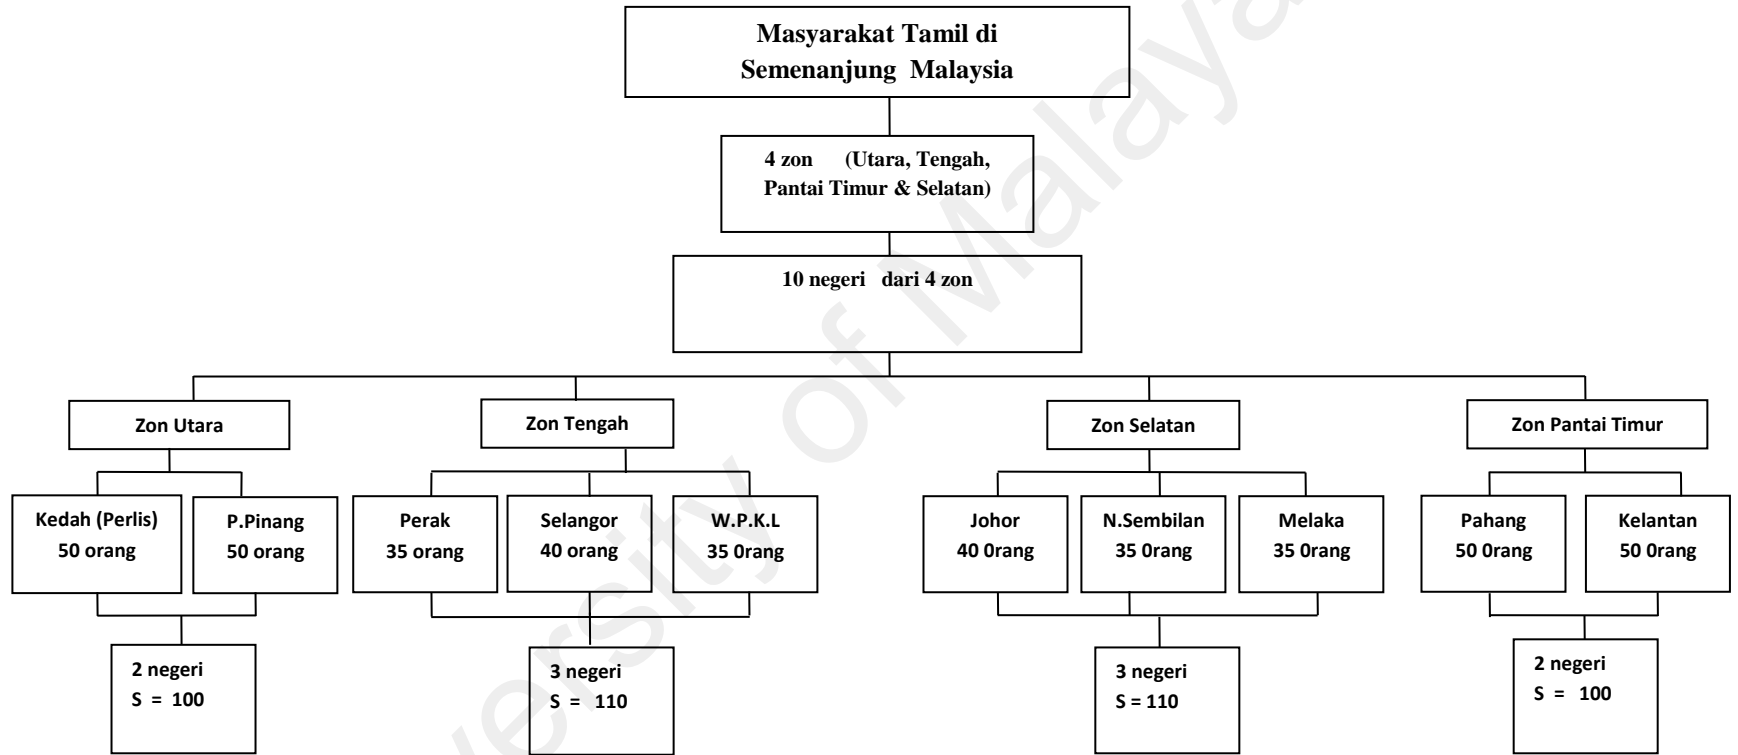 Masyarakat Tamil di
Semenanjung Malaysia
4 zon (Utara, Tengah,
Pantai Timur & Selatan)
10 negeri dari 4 zon
Zon Utara
Zon Tengah
Zon Selatan
Zon Pantai Timur
Kedah (Perlis)
50 orang
P.Pinang
50 orang
Perak
35 orang
Selangor
40 orang
W.P.K.L
35 0rang
Johor
40 0rang
N.Sembilan
35 0rang
Melaka
35 0rang
Pahang
50 0rang
Kelantan
50 0rang
2 negeri
S = 100
3 negeri
S = 110
3 negeri
S = 110
2 negeri
S = 100
versity of Malaya